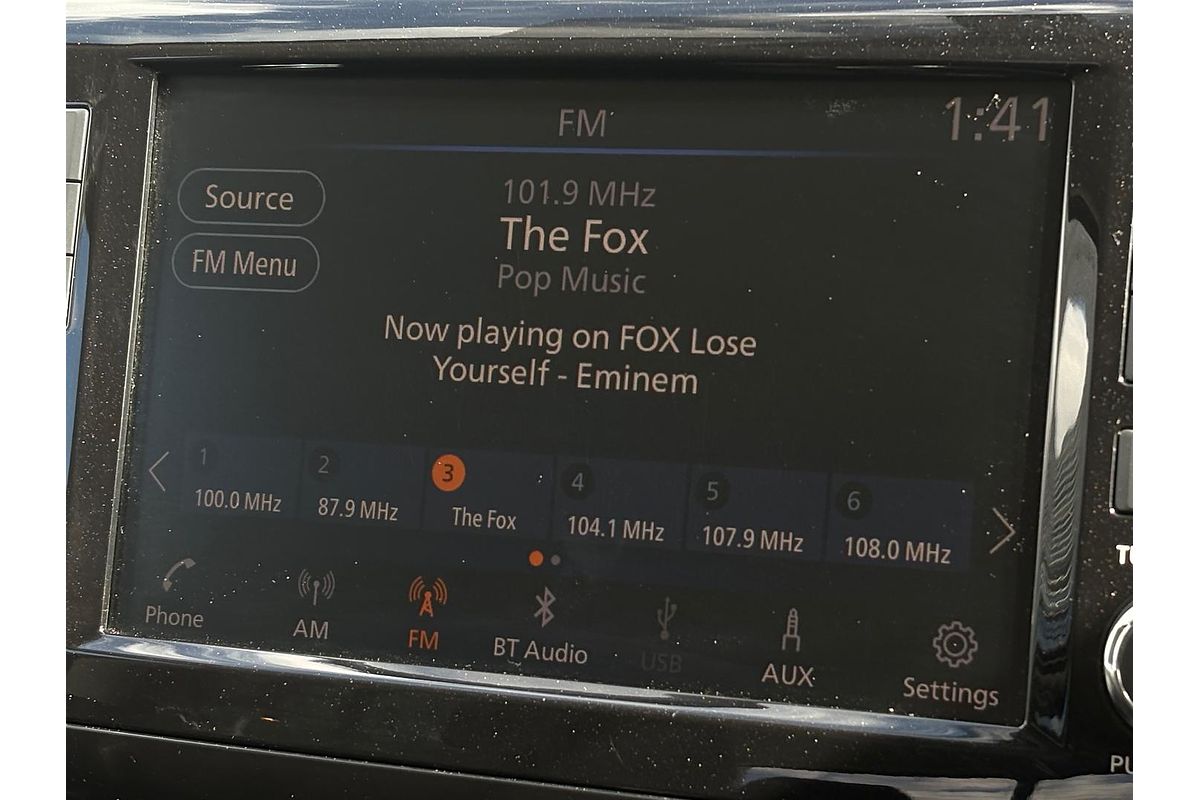 FM
1:41
Source
101.9 MHz
The Fox
FM Menu
Pop Music
Now playing on FOX Lose
Yourself - Eminem
1
2
3
4
5
6
100.0 MHz
87.9 MHz
The Fox
104.1 MHz
107.9 MHz
108.0 MHz
Phone
AM
FM
BT Audio
USB
AUX
Settings